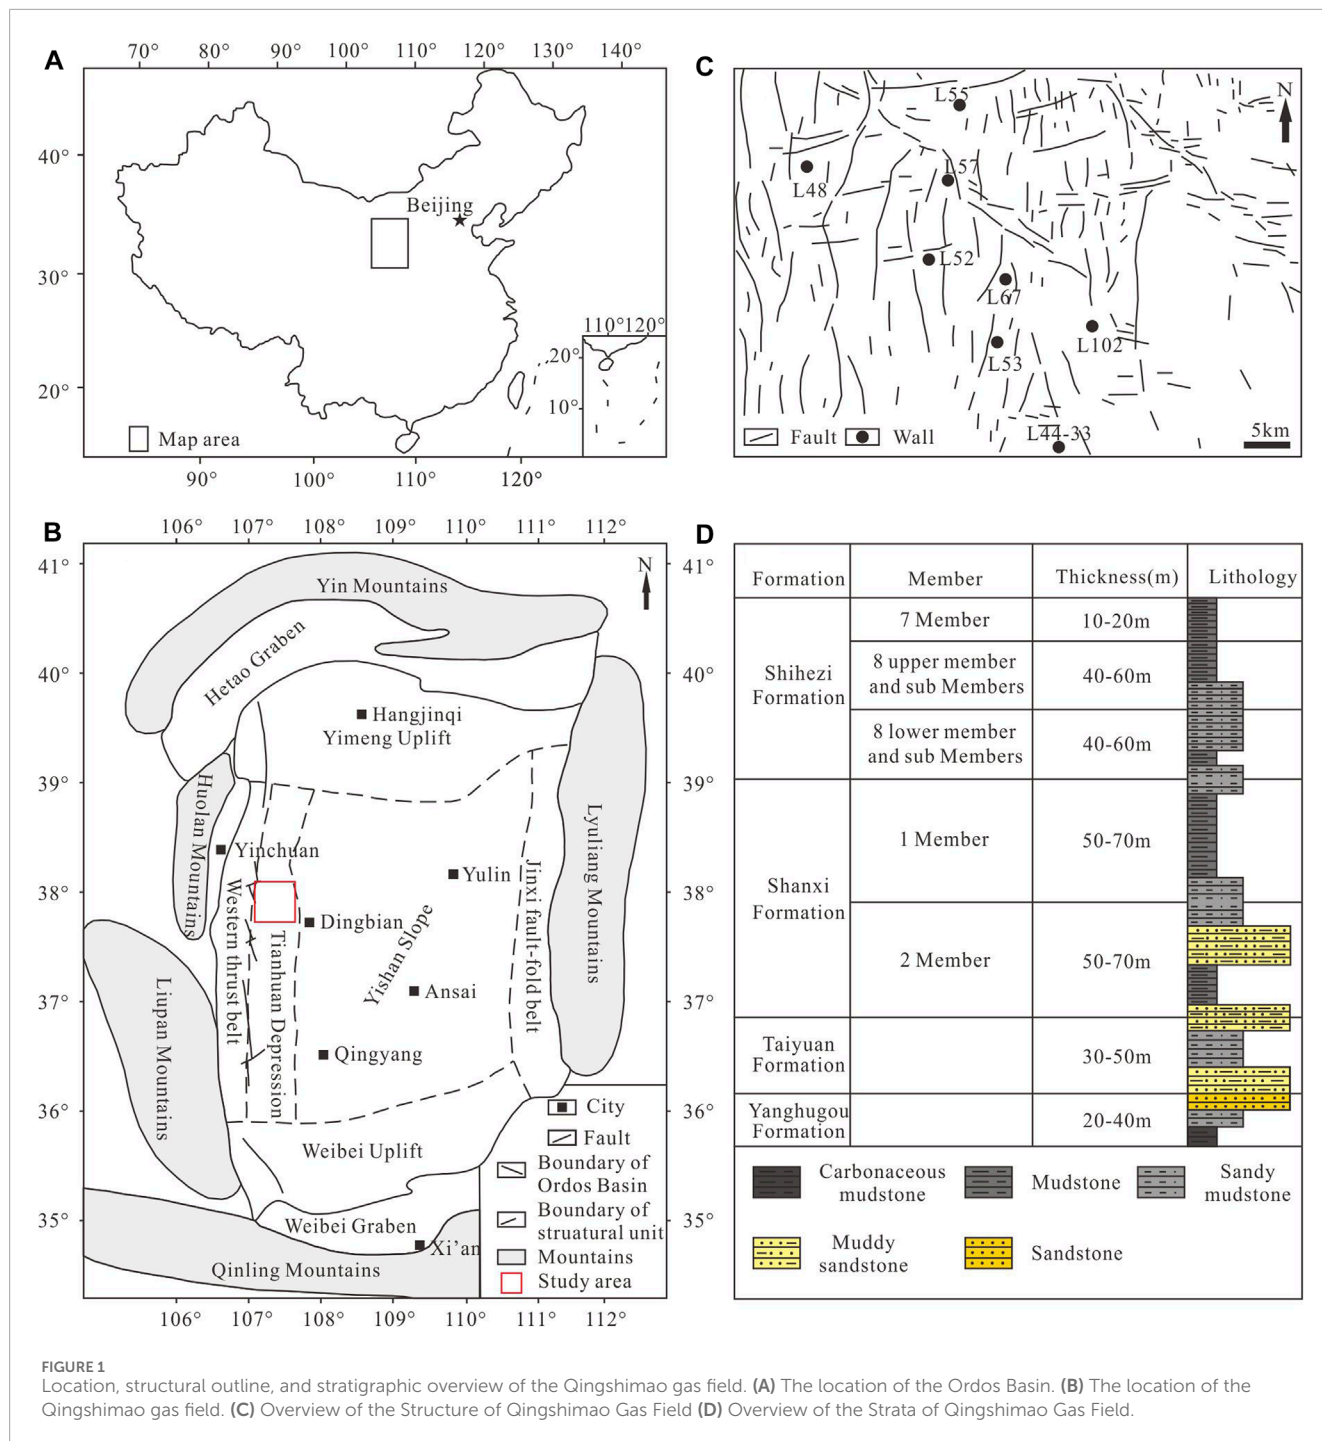 A
70° 80° 90° 100° 110° 120° 130° 140°
40°
30°
20°
Beijing
110° 120°
20°
10°
Map area
90° 100° 110° 120°
C
N
L55
L57
L48
L52
L67
L102
L53
L44-33
Fault
Wall
5km
B
106° 107° 108° 109° 110° 111° 112°
41°
40°
39°
38°
37°
36°
35°
N
Yin Mountains
Hetao Graben
Hangjinqi
Yimeng Uplift
Huolan Mountains
Yinchuan
Yulin
Dingbian
Western thrust belt
Tianhuan Depression
Yishan Slope
Jinxi fault-fold belt
Lyuliang Mountains
Ansai
Liupan Mountains
Qingyang
Weibei Uplift
Weibei Graben
Xi'an
Qinling Mountains
City
Fault
Boundary of
Ordos Basin
Boundary of
struatural unit
Mountains
Study area
41°
40°
39°
38°
37°
36°
35°
106° 107° 108° 109° 110° 111° 112°
D
Formation Member Thickness(m) Lithology
Shihezi
Formation
7 Member 10-20m
8 upper member
and sub Members
40-60m
8 lower member
and sub Members
40-60m
Shanxi
Formation
1 Member 50-70m
2 Member 50-70m
Taiyuan
Formation
30-50m
Yanghugou
Formation
20-40m
Carbonaceous
mudstone
Mudstone
Sandy
mudstone
Muddy
sandstone
Sandstone
FIGURE 1
Location, structural outline, and stratigraphic overview of the Qingshimao gas field. (A) The location of the Ordos Basin. (B) The location of the
Qingshimao gas field. (C) Overview of the Structure of Qingshimao Gas Field (D) Overview of the Strata of Qingshimao Gas Field.